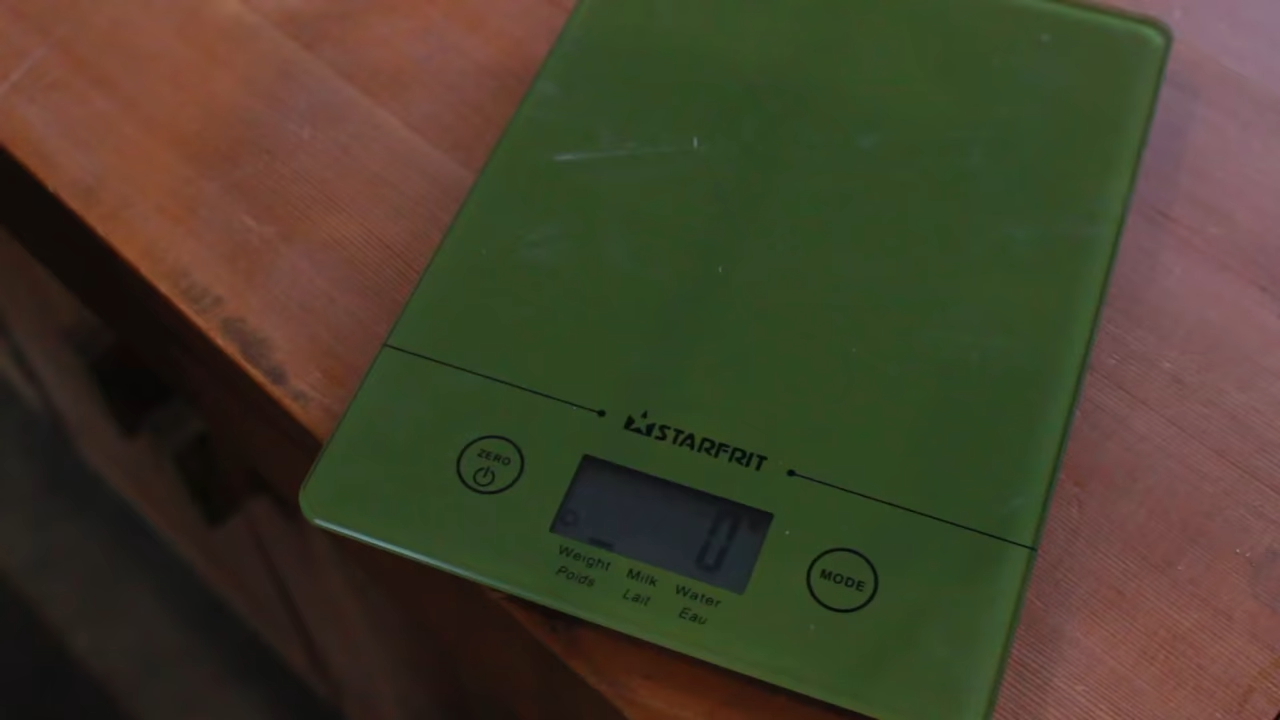 STARFRIT
ZERO
0
MODE
Weight Milk Water
Poids Lait Eau